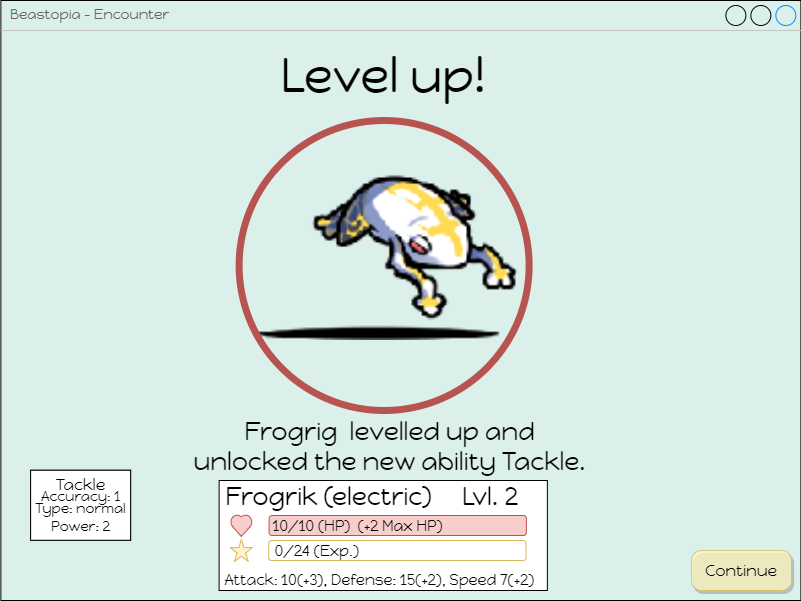 Beastopia - Encounter
Level up!
Frogrig levelled up and
unlocked the new ability Tackle.
Tackle
Accuracy: 1
Type: normal
Power: 2
Frogrik (electric) Lvl. 2
10/10 (HP) (+2 Max HP)
0/24 (Exp.)
Attack: 10(+3), Defense: 15(+2), Speed 7(+2)
Continue